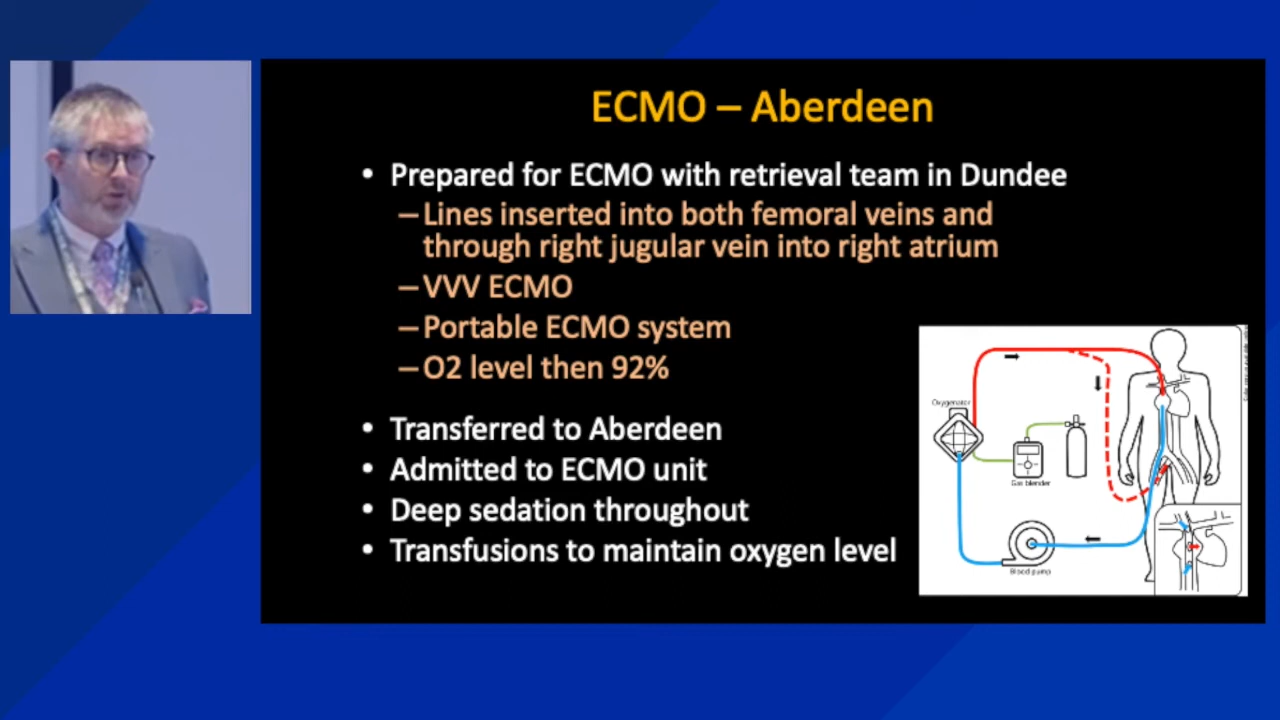 ECMO – Aberdeen
• Prepared for ECMO with retrieval team in Dundee
–Lines inserted into both femoral veins and
through right jugular vein into right atrium
–VVV ECMO
–Portable ECMO system
–O2 level then 92%
• Transferred to Aberdeen
• Admitted to ECMO unit
• Deep sedation throughout
• Transfusions to maintain oxygen level
Oxygenator
Gas blender
Blood pump